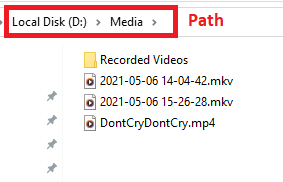 Local Disk (D:) > Media > Path
Recorded Videos
2021-05-06 14-04-42.mkv
2021-05-06 15-26-28.mkv
DontCryDontCry.mp4